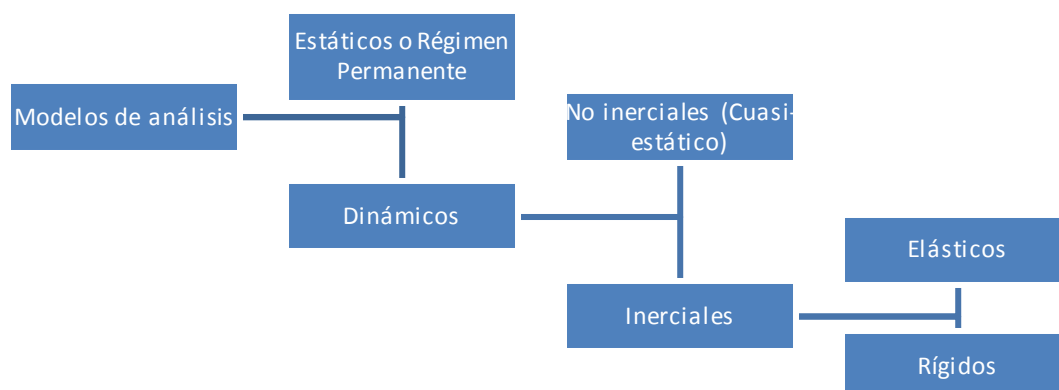 Modelos de análisis
Estáticos o Régimen
Permanente
Dinámicos
No inerciales (Cuasi-
estático)
Inerciales
Elásticos
Rígidos